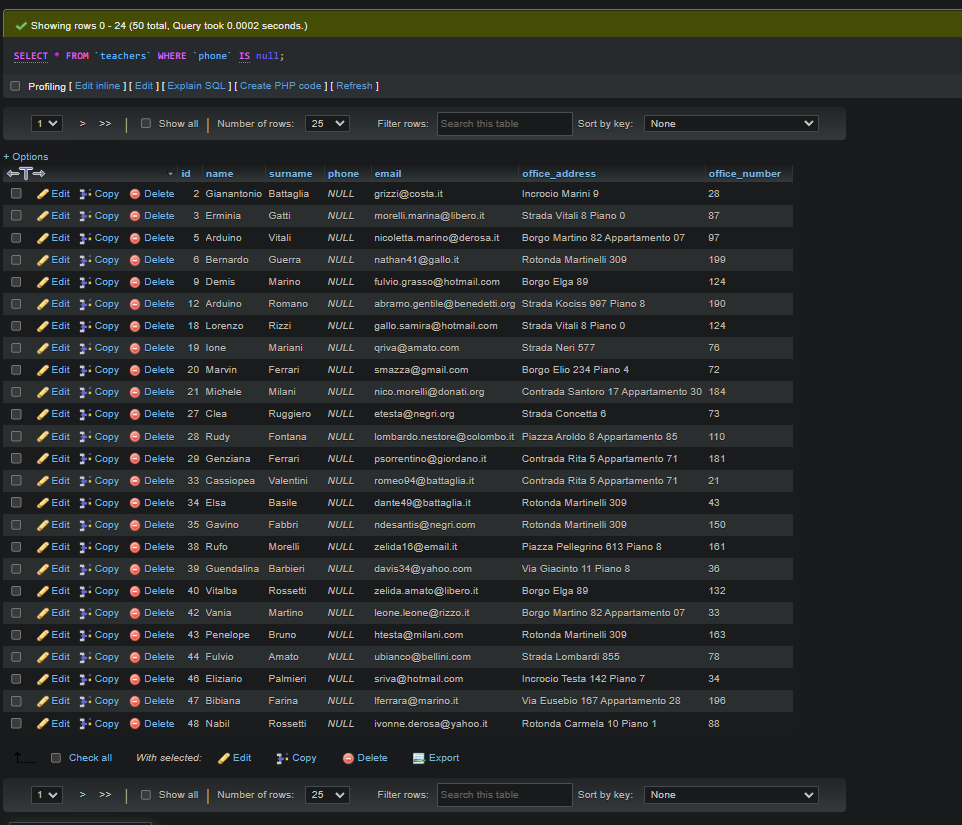 Showing rows 0 - 24 (50 total, Query took 0.0002 seconds.)
SELECT * FROM `teachers` WHERE `phone` IS null;
Profiling [ Edit inline ] [ Edit ] [ Explain SQL ] [ Create PHP code ] [ Refresh ]
1 > >> Show all Number of rows: 25 Filter rows: Search this table Sort by key: None
+ Options
id name surname phone email office_address office_number
Edit Copy Delete 2 Gianantonio Battaglia NULL grizzi@costa.it Incrocio Marini 9 28
Edit Copy Delete 3 Erminia Gatti NULL morelli.marina@libero.it Strada Vitali 8 Piano 0 87
Edit Copy Delete 5 Arduino Vitali NULL nicoletta.marino@derosa.it Borgo Martino 82 Appartamento 07 97
Edit Copy Delete 6 Bernardo Guerra NULL nathan41@gallo.it Rotonda Martinelli 309 199
Edit Copy Delete 9 Demis Marino NULL fulvio.grasso@hotmail.com Borgo Elga 89 124
Edit Copy Delete 12 Arduino Romano NULL abramo.gentile@benedetti.org Strada Kociss 997 Piano 8 190
Edit Copy Delete 18 Lorenzo Rizzi NULL gallo.samira@hotmail.com Strada Vitali 8 Piano 0 124
Edit Copy Delete 19 Ione Mariani NULL qriva@amato.com Strada Neri 577 76
Edit Copy Delete 20 Marvin Ferrari NULL smazza@gmail.com Borgo Elio 234 Piano 4 72
Edit Copy Delete 21 Michele Milani NULL nico.morelli@donati.org Contrada Santoro 17 Appartamento 30 184
Edit Copy Delete 27 Clea Ruggiero NULL etesta@negri.org Strada Concetta 6 73
Edit Copy Delete 28 Rudy Fontana NULL lombardo.nestore@colombo.it Piazza Aroldo 8 Appartamento 85 110
Edit Copy Delete 29 Genziana Ferrari NULL psorrentino@giordano.it Contrada Rita 5 Appartamento 71 181
Edit Copy Delete 33 Cassiopea Valentini NULL romeo94@battaglia.it Contrada Rita 5 Appartamento 71 21
Edit Copy Delete 34 Elsa Basile NULL dante49@battaglia.it Rotonda Martinelli 309 43
Edit Copy Delete 35 Gavino Fabbri NULL ndesantis@negri.com Rotonda Martinelli 309 150
Edit Copy Delete 38 Rufo Morelli NULL zelida16@email.it Piazza Pellegrino 613 Piano 8 161
Edit Copy Delete 39 Guendalina Barbieri NULL davis34@yahoo.com Via Giacinto 11 Piano 8 36
Edit Copy Delete 40 Vitalba Rossetti NULL zelida.amato@libero.it Borgo Elga 89 132
Edit Copy Delete 42 Vania Martino NULL leone.leone@rizzo.it Borgo Martino 82 Appartamento 07 33
Edit Copy Delete 43 Penelope Bruno NULL htesta@milani.com Rotonda Martinelli 309 163
Edit Copy Delete 44 Fulvio Amato NULL ubianco@bellini.com Strada Lombardi 855 78
Edit Copy Delete 46 Eliziario Palmieri NULL sriva@hotmail.com Incrocio Testa 142 Piano 7 34
Edit Copy Delete 47 Bibiana Farina NULL lferrara@marino.it Via Eusebio 167 Appartamento 28 196
Edit Copy Delete 48 Nabil Rossetti NULL ivonne.derosa@yahoo.it Rotonda Carmela 10 Piano 1 88
Check all With selected: Edit Copy Delete Export
1 > >> Show all Number of rows: 25 Filter rows: Search this table Sort by key: None